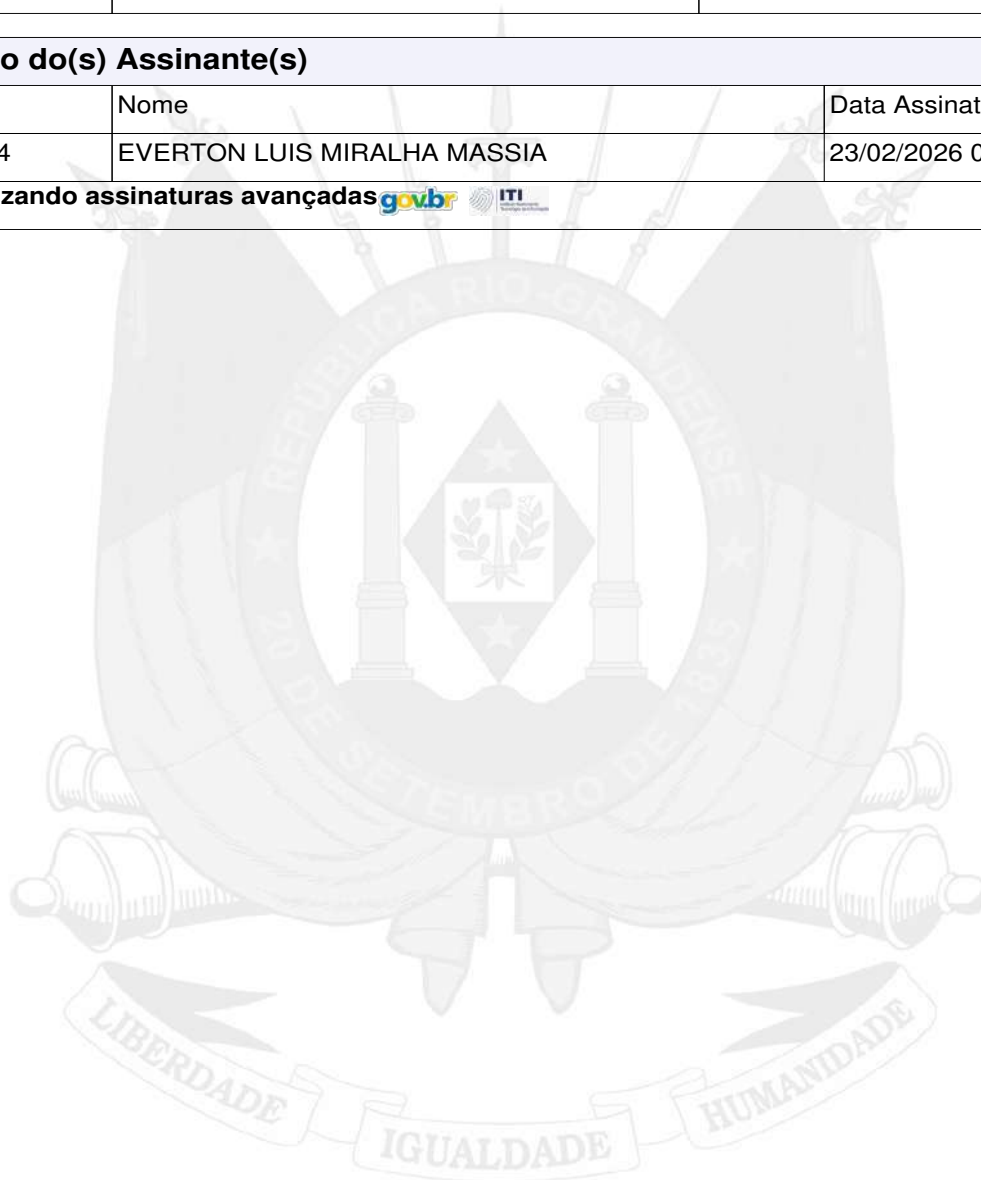 o do(s) Assinante(s)
Nome Data Assinat
4 EVERTON LUIS MIRALHA MASSIA 23/02/2026 0
zando assinaturas avançadas gov.br ITI
REPÚBLICA RIO-GRANDENSE
20 DE SETEMBRO DE 1835
LIBERDADE IGUALDADE HUMANIDADE